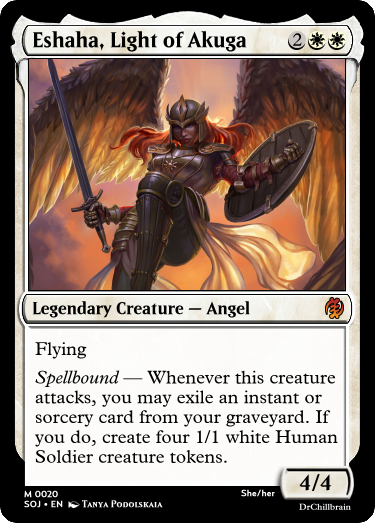 Eshaha, Light of Akuga 2
Legendary Creature — Angel
Flying
Spellbound — Whenever this creature
attacks, you may exile an instant or
sorcery card from your graveyard. If
you do, create four 1/1 white Human
Soldier creature tokens.
4/4
M 0020 She/her
SOJ • EN TANYA PODOLSKAIA DrChillbrain